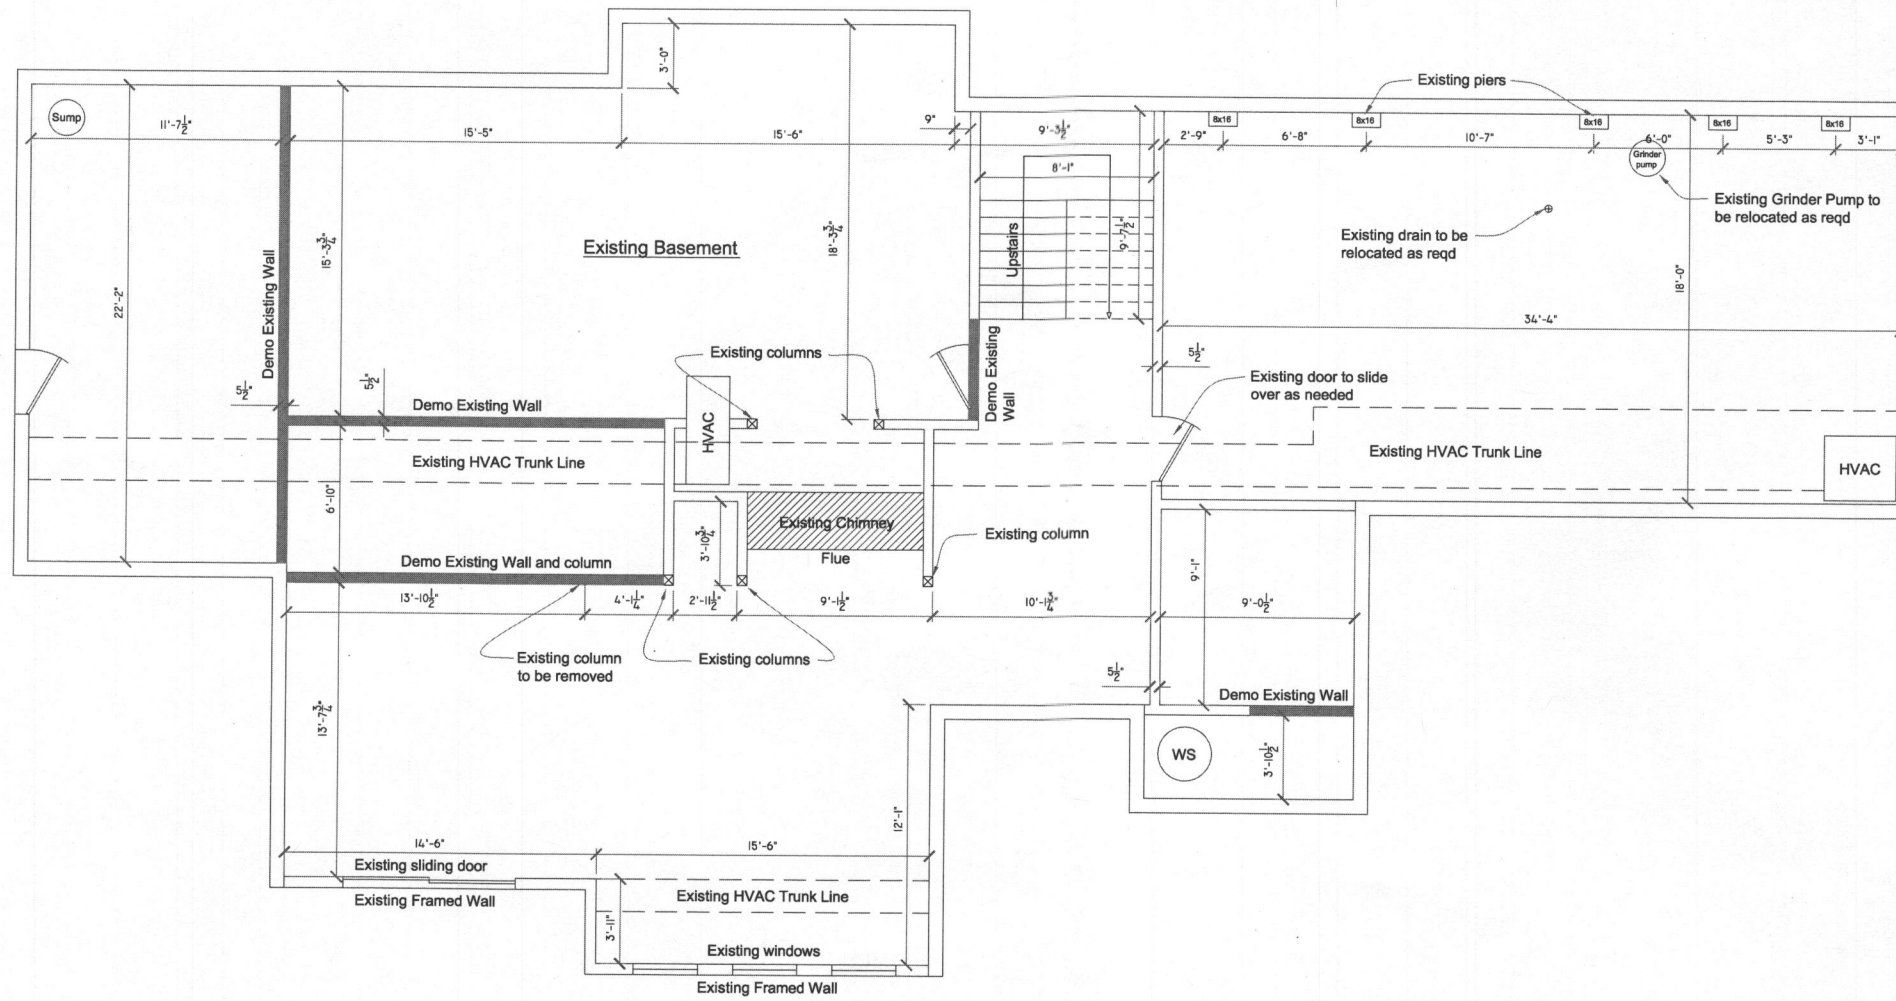 3'-0"
Existing piers
Sump
11'-7 1/2"
15'-5"
15'-6"
9"
9'-3 1/2"
8x16
8x16
8x16
8x16
8x16
2'-9"
6'-8"
10'-7"
6'-0"
5'-3"
3'-1"
Grinder
pump
8'-1"
Existing Grinder Pump to
be relocated as reqd
Existing drain to be
relocated as reqd
Demo Existing Wall
15'-3 3/4"
Existing Basement
18'-3 3/4"
Upstairs
9'-7 1/2"
18'-0"
22'-2"
34'-4"
Existing columns
Demo Existing
Wall
5 1/2"
Existing door to slide
over as needed
5 1/2"
5 1/2"
Demo Existing Wall
HVAC
Existing HVAC Trunk Line
Existing HVAC Trunk Line
HVAC
6'-10"
Existing Chimney
Flue
3'-10 3/4"
Existing column
Demo Existing Wall and column
9'-1"
13'-10 1/2"
4'-1 1/4"
2'-11 1/2"
9'-1 1/2"
10'-1 3/4"
9'-0 1/2"
Existing column
to be removed
Existing columns
5 1/2"
Demo Existing Wall
13'-7 3/4"
WS
3'-10 1/2"
12'-1"
14'-6"
15'-6"
Existing sliding door
Existing Framed Wall
Existing HVAC Trunk Line
3'-11"
Existing windows
Existing Framed Wall